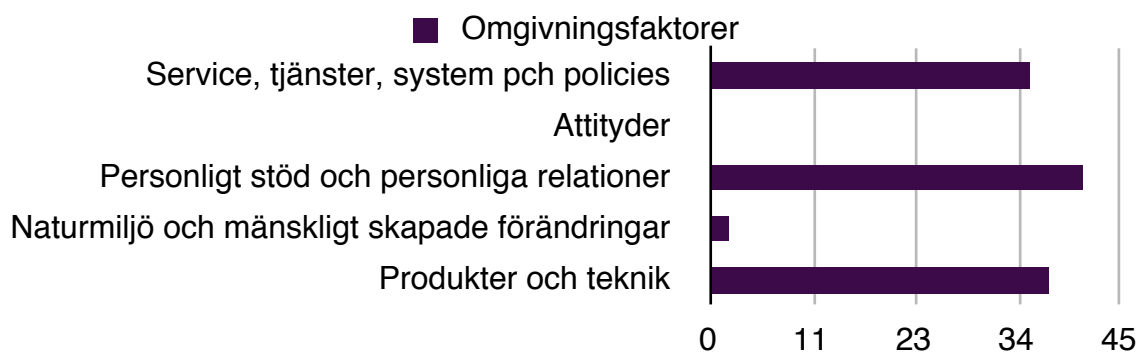 Omgivningsfaktorer
Service, tjänster, system pch policies
Attityder
Personligt stöd och personliga relationer
Naturmiljö och mänskligt skapade förändringar
Produkter och teknik
0 11 23 34 45